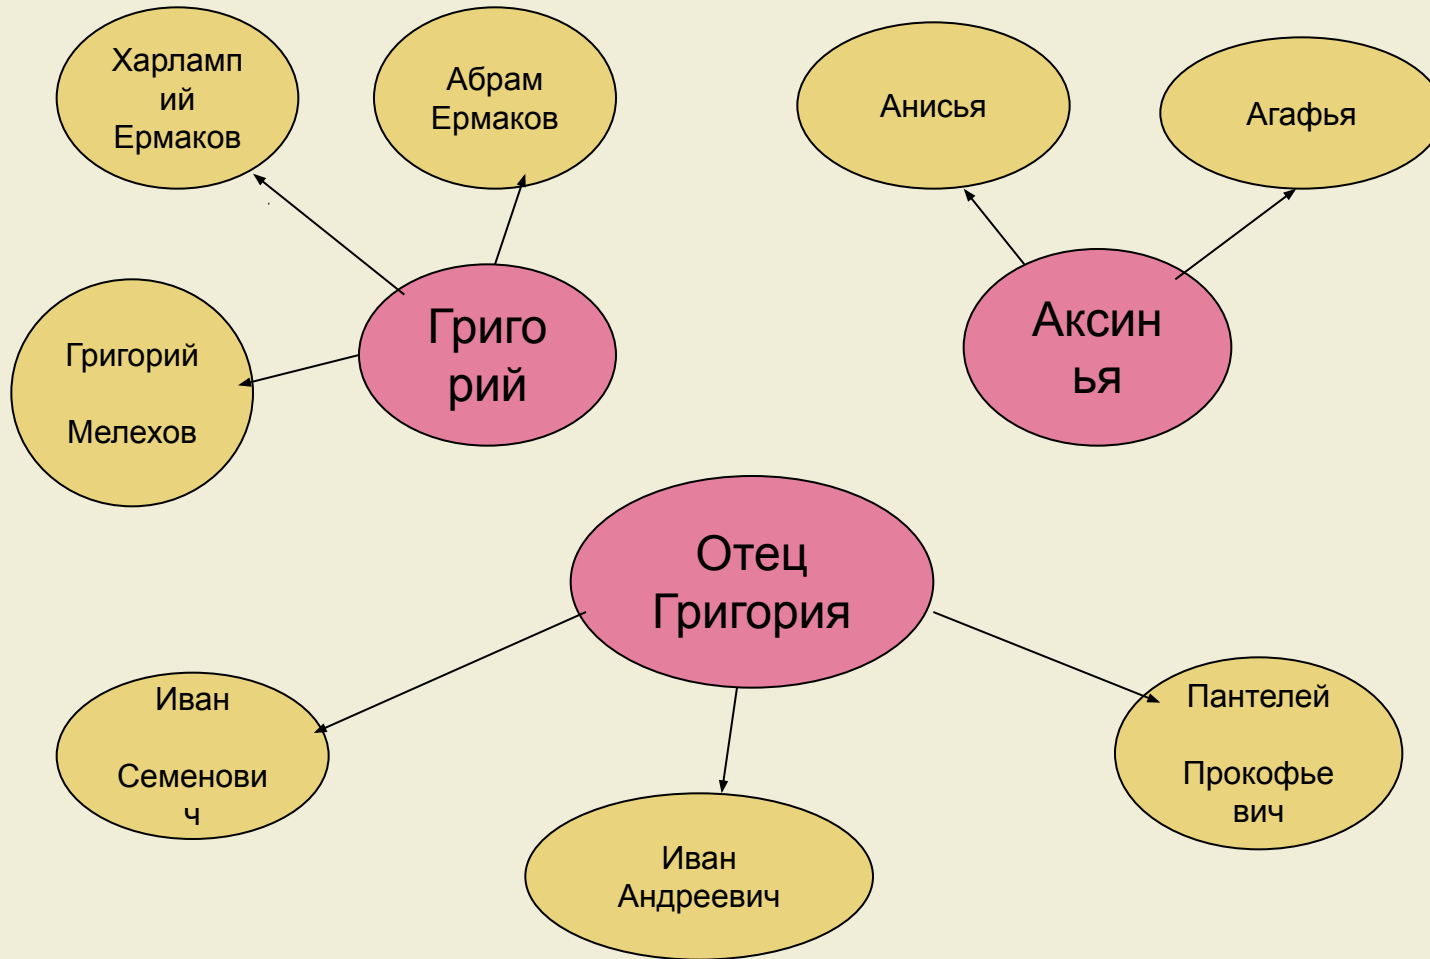 Харламп
ий
Ермаков
Абрам
Ермаков
Анисья
Агафья
Григорий
Мелехов
Григо
рий
Аксин
ья
Отец
Григория
Иван
Семенови
ч
Иван
Андреевич
Пантелей
Прокофье
вич